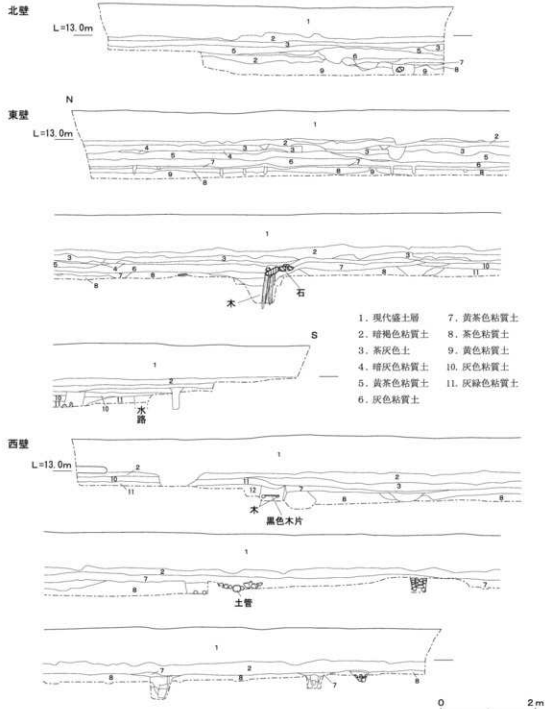 北壁
L=13.0m
1
2
3
5
5
3
6
2
7
9
9
8
東壁
N
L=13.0m
1
2
2
4
3
3
3
3
5
4
5
7
6
7
9
8
9
8
1
2
3
3
3
5
4
6
7
6
8
7
8
11
10
木
石
S
1
2
10
11
10
水路
1. 現代盛土層
2. 暗褐色粘質土
3. 茶灰色土
4. 暗灰色粘質土
5. 黄茶色粘質土
6. 灰色粘質土
7. 黄茶色粘質土
8. 茶色粘質土
9. 黄色粘質土
10. 灰色粘質土
11. 灰緑色粘質土
西壁
L=13.0m
1
2
10
11
11
12
7
2
3
8
8
木
黒色木片
1
2
7
8
7
土管
1
2
7
8
8
7
8
0 2m